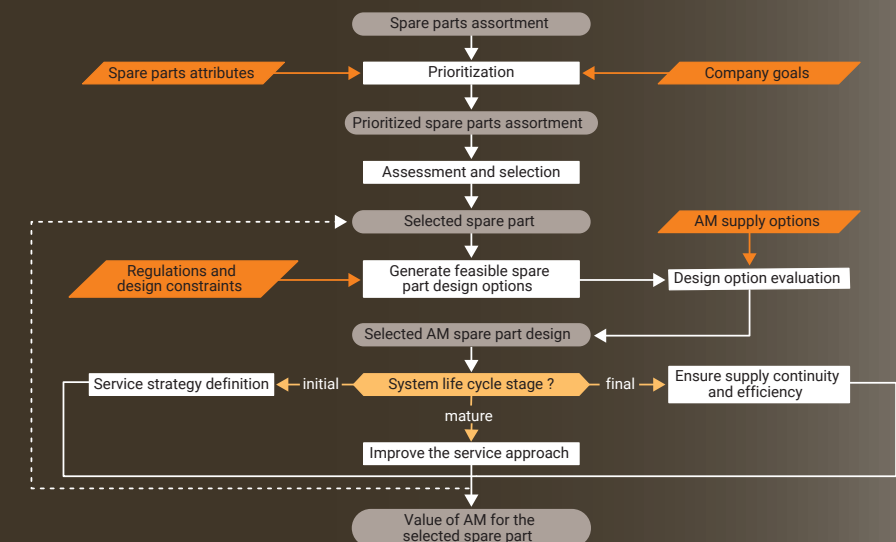 Spare parts assortment
Spare parts attributes
Prioritization
Company goals
Prioritized spare parts assortment
Assessment and selection
Selected spare part
AM supply options
Regulations and
design constraints
Generate feasible spare
part design options
Design option evaluation
Selected AM spare part design
Service strategy definition
initial
System life cycle stage ?
final
Ensure supply continuity
and efficiency
mature
Improve the service approach
Value of AM for the
selected spare part